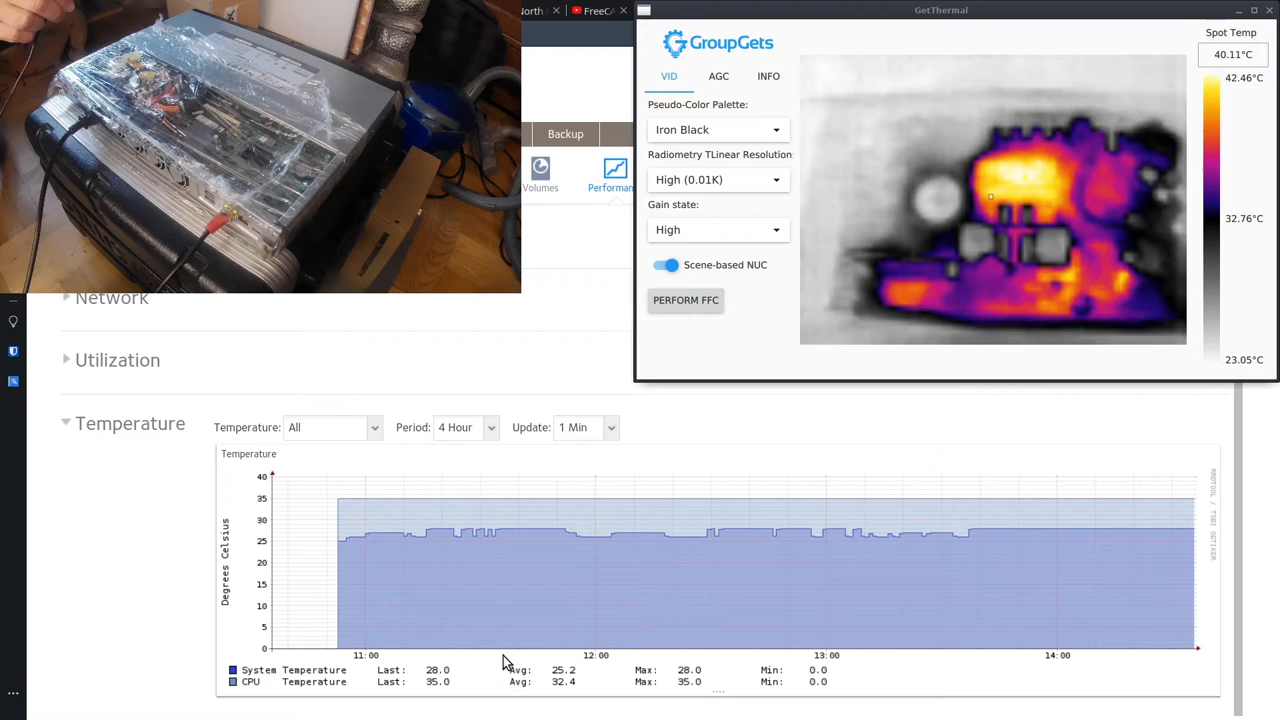 North
FreeCA
GetThermal
GroupGets
VID
AGC
INFO
Pseudo-Color Palette:
Iron Black
Radiometry TLinear Resolution:
High (0.01K)
Gain state:
High
Scene-based NUC
PERFORM FFC
Spot Temp
40.11°C
42.46°C
32.76°C
23.05°C
Backup
Volumes
Performan
Network
Utilization
Temperature
Temperature: All Period: 4 Hour Update: 1 Min
Temperature
Degrees Celsius
40
35
30
25
20
15
10
5
0
11:00 12:00 13:00 14:00
RRDTOOL / TOBI OETIKER
System Temperature Last: 28.0 Avg: 25.2 Max: 28.0 Min: 0.0
CPU Temperature Last: 35.0 Avg: 32.4 Max: 35.0 Min: 0.0